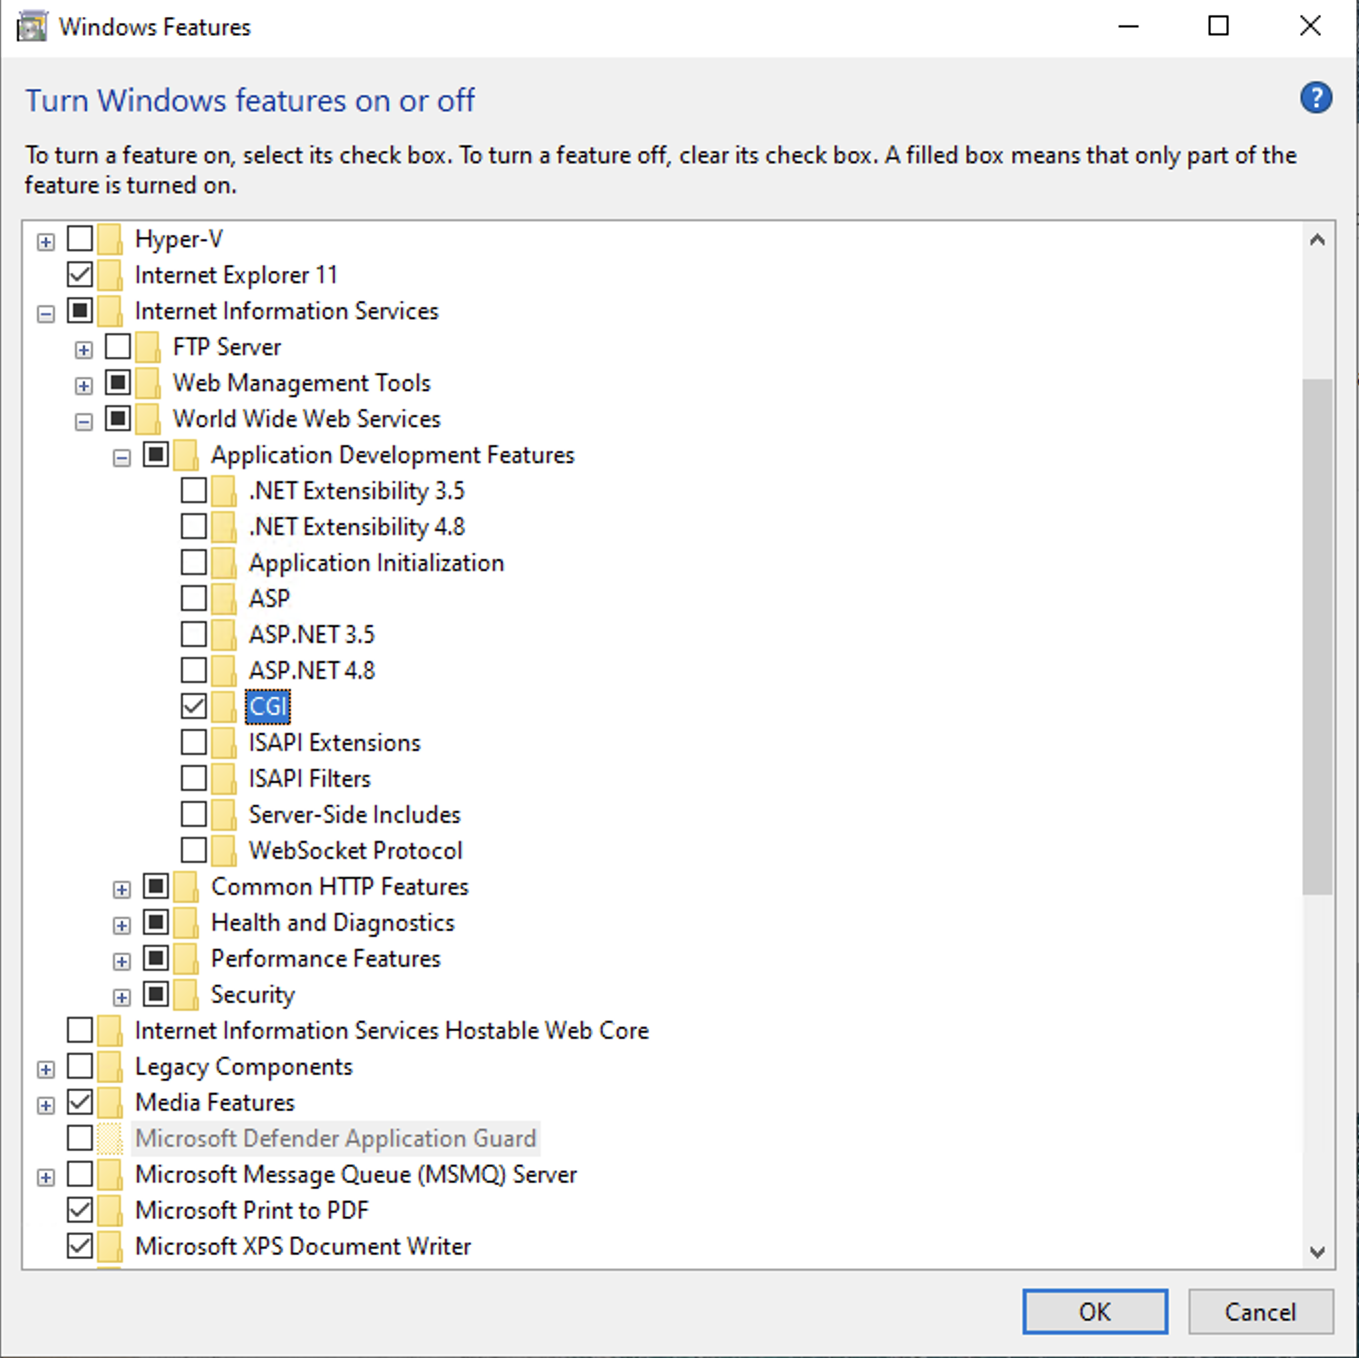 Windows Features
Turn Windows features on or off
?
To turn a feature on, select its check box. To turn a feature off, clear its check box. A filled box means that only part of the
feature is turned on.
Hyper-V
Internet Explorer 11
Internet Information Services
FTP Server
Web Management Tools
World Wide Web Services
Application Development Features
.NET Extensibility 3.5
.NET Extensibility 4.8
Application Initialization
ASP
ASP.NET 3.5
ASP.NET 4.8
CGI
ISAPI Extensions
ISAPI Filters
Server-Side Includes
WebSocket Protocol
Common HTTP Features
Health and Diagnostics
Performance Features
Security
Internet Information Services Hostable Web Core
Legacy Components
Media Features
Microsoft Defender Application Guard
Microsoft Message Queue (MSMQ) Server
Microsoft Print to PDF
Microsoft XPS Document Writer
OK Cancel